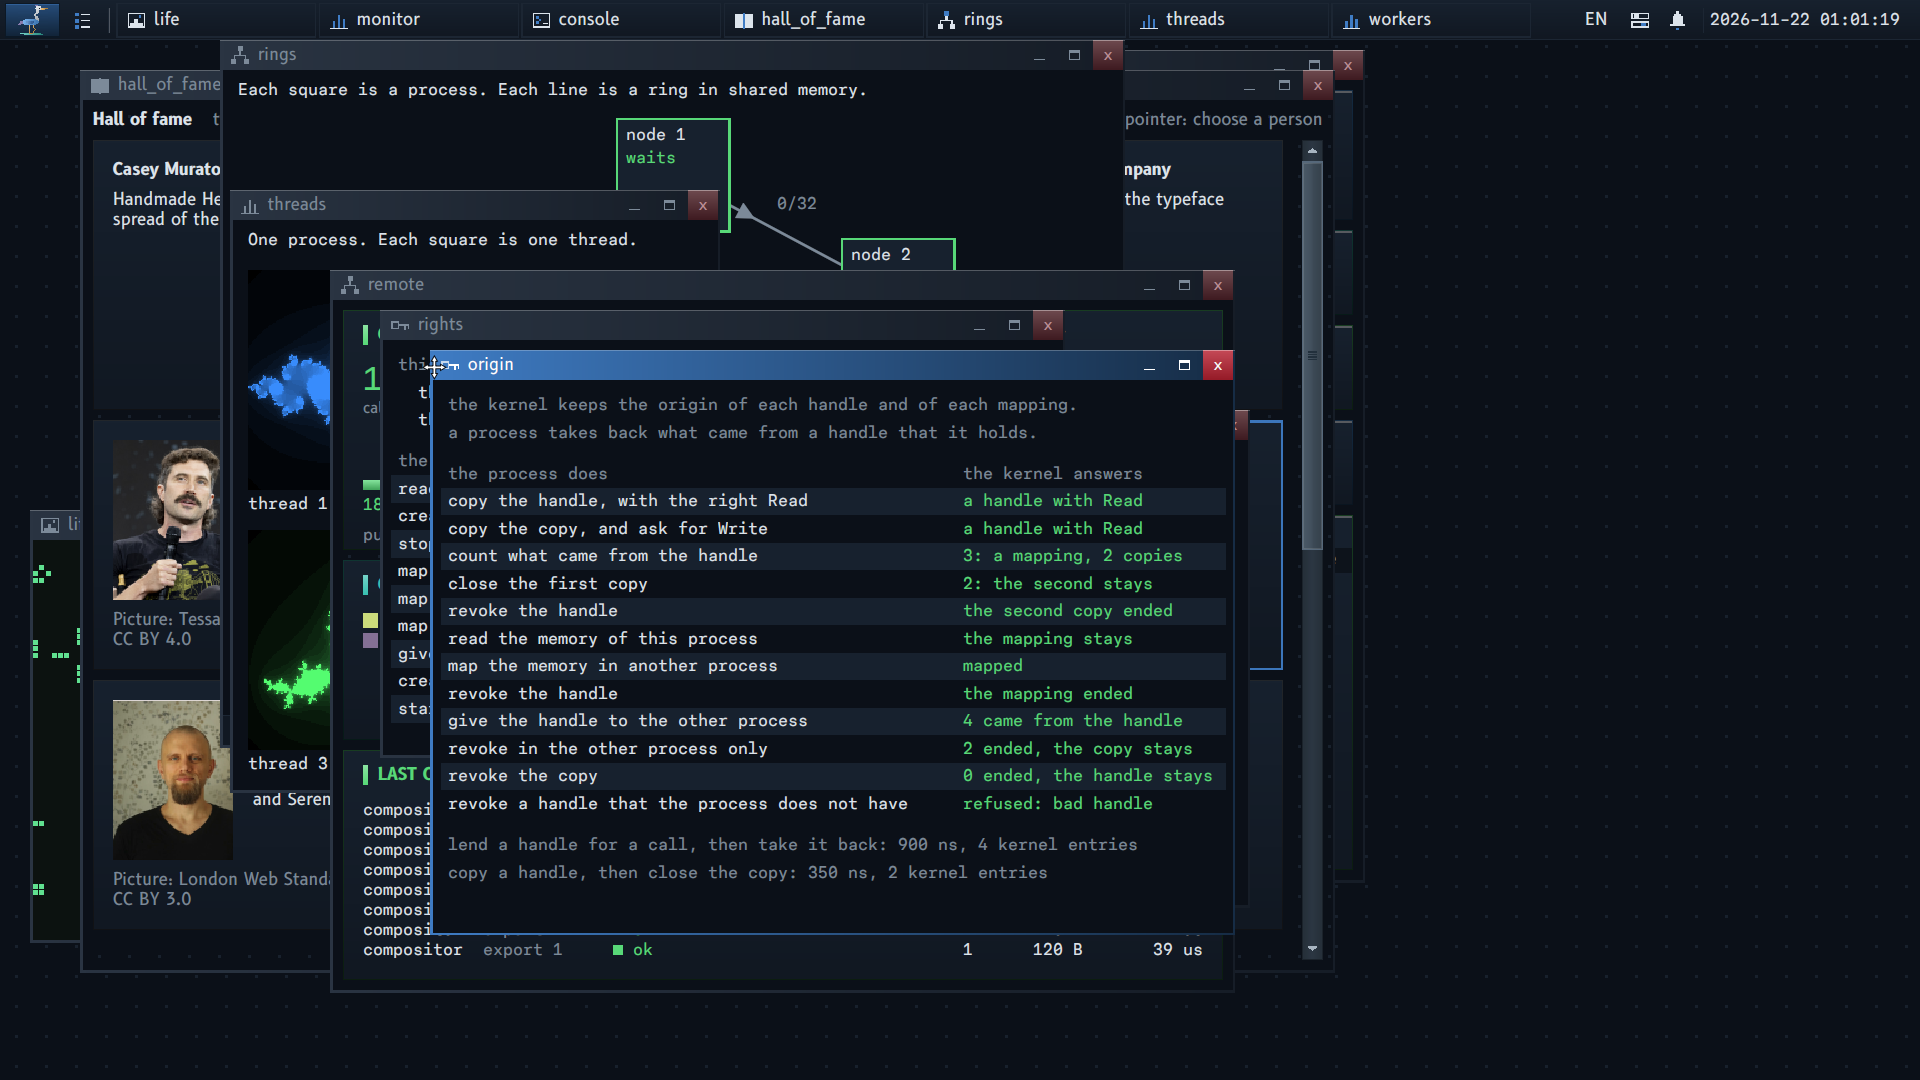 life
monitor
console
hall_of_fame
rings
threads
workers
EN
2026-11-22 01:01:19
rings
Each square is a process. Each line is a ring in shared memory.
node 1
waits
0/32
node 2
hall_of_fame
Hall of fame
pointer: choose a person
Casey Murato
Handmade He
spread of the
mpany
the typeface
threads
One process. Each square is one thread.
thread 1
thread 3
remote
rights
origin
the kernel keeps the origin of each handle and of each mapping.
a process takes back what came from a handle that it holds.
the process does the kernel answers
copy the handle, with the right Read a handle with Read
copy the copy, and ask for Write a handle with Read
count what came from the handle 3: a mapping, 2 copies
close the first copy 2: the second stays
revoke the handle the second copy ended
read the memory of this process the mapping stays
map the memory in another process mapped
revoke the handle the mapping ended
give the handle to the other process 4 came from the handle
revoke in the other process only 2 ended, the copy stays
revoke the copy 0 ended, the handle stays
revoke a handle that the process does not have refused: bad handle
lend a handle for a call, then take it back: 900 ns, 4 kernel entries
copy a handle, then close the copy: 350 ns, 2 kernel entries
the
map
map
map
Picture: Tessa
CC BY 4.0
and Seren
Picture: London Web Standa
CC BY 3.0
LAST
composi
composi
composi
composi
composi
composi
composi
compositor export 1 ok 1 120 B 39 us